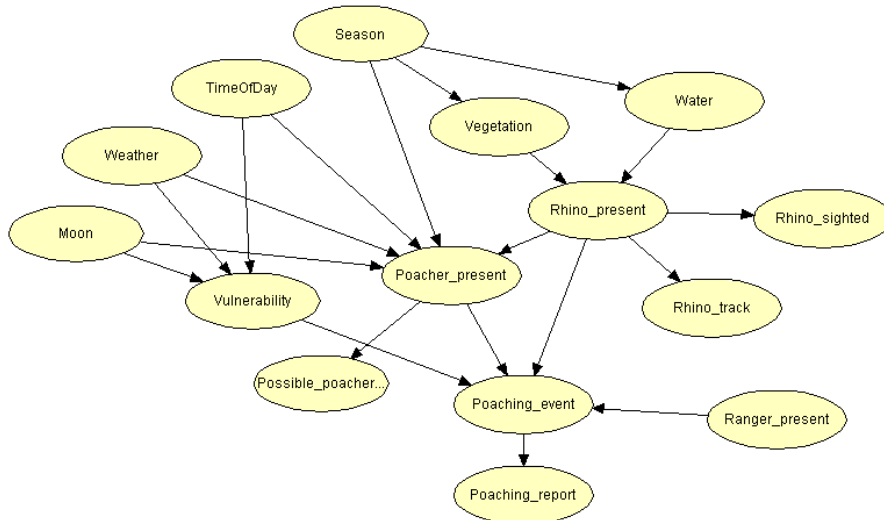 Season
TimeOfDay
Water
Vegetation
Weather
Rhino_present
Rhino_sighted
Moon
Poacher_present
Vulnerability
Rhino_track
Possible_poacher...
Poaching_event
Ranger_present
Poaching_report